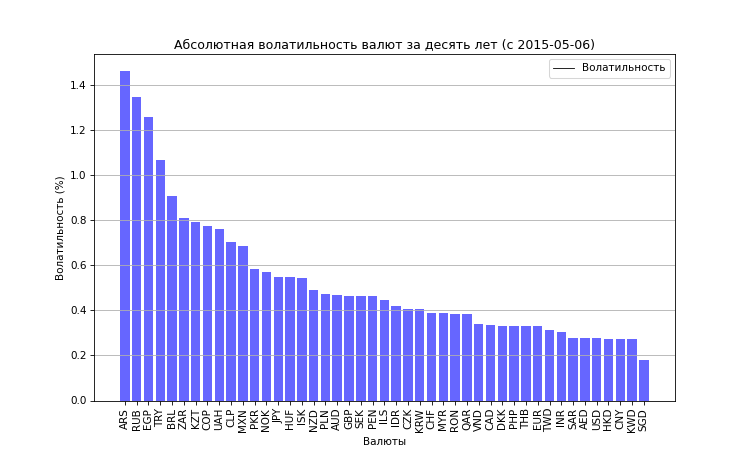 Абсолютная волатильность валют за десять лет (с 2015-05-06)
Волатильность
1.4
1.2
1.0
0.8
0.6
0.4
0.2
0.0
Волатильность (%)
ARS RUB EGP TRY BRL ZAR KZT COP UAH CLP MXN PKR NOK JPY HUF ISK NZD PLN AUD GBP SEK PEN ILS IDR CZK KRW CHF MYR RON QAR VND CAD DKK PHP THB EUR TWD INR SAR AED USD HKD CNY KWD SGD
Валюты